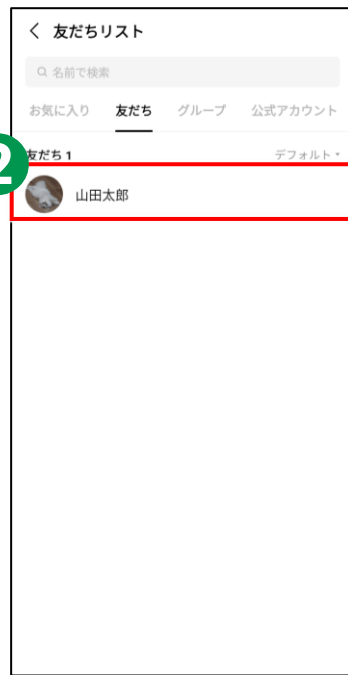 友だちリスト
名前で検索
お気に入り 友だち グループ 公式アカウント
友だち 1 デフォルト
2
山田太郎